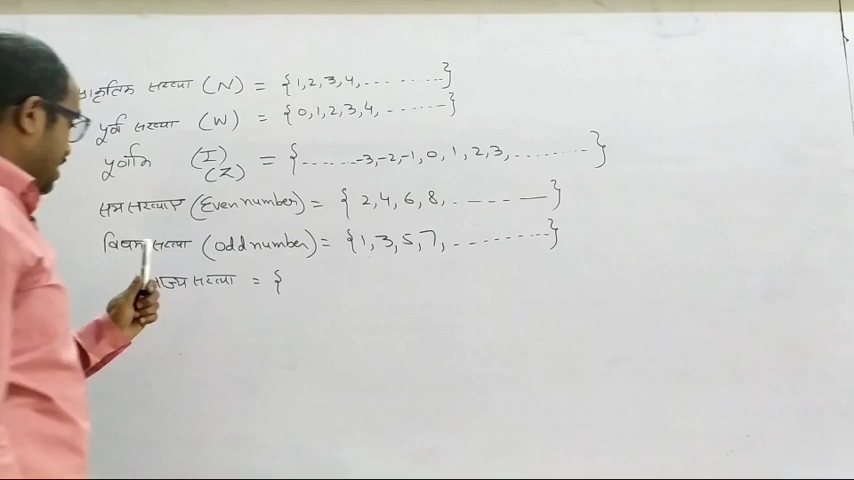 प्राकृतिक संख्या (N) = {1,2,3,4,..........}
पूर्ण संख्या (W) = {0,1,2,3,4,.......}
पूर्णांक (I) (Z) = {......-3,-2,-1,0,1,2,3,.........}
सम संख्याएं (Even number) = {2,4,6,8,.......}
विषम संख्या (Odd number) = {1,3,5,7,.........}
भाज्य संख्या = {